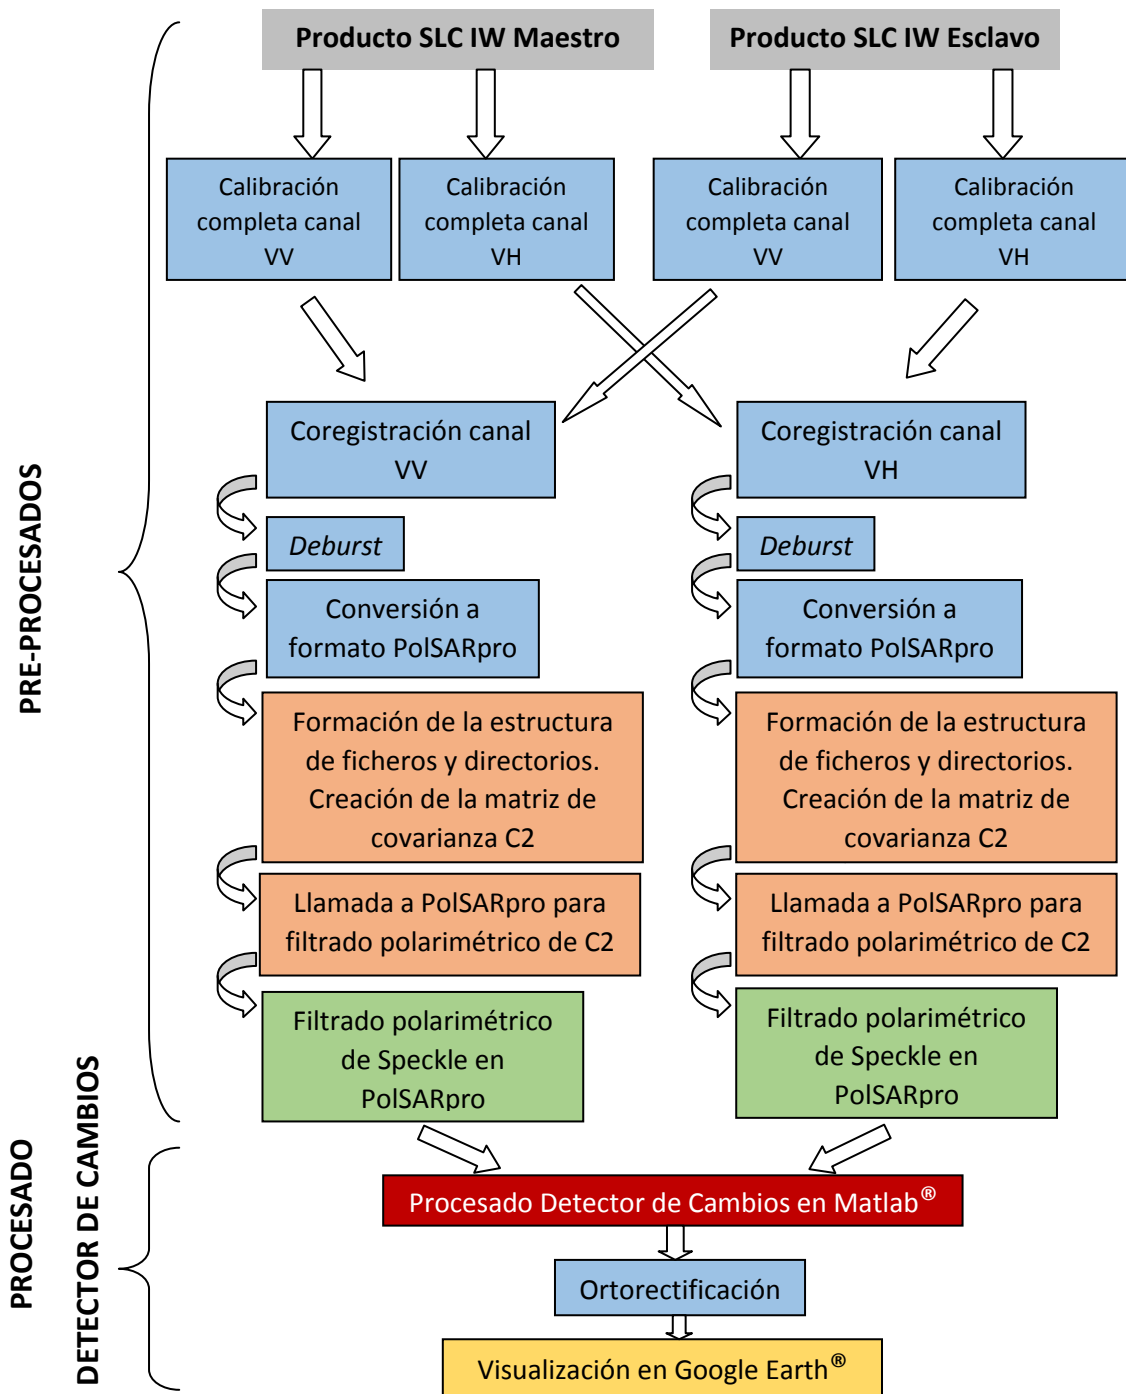 Producto SLC IW Maestro
Producto SLC IW Esclavo
Calibración
completa canal
VV
Calibración
completa canal
VH
Calibración
completa canal
VV
Calibración
completa canal
VH
PRE-PROCESADOS
Coregistración canal
VV
Coregistración canal
VH
Deburst
Deburst
Conversión a
formato PolSARpro
Conversión a
formato PolSARpro
Formación de la estructura
de ficheros y directorios.
Creación de la matriz de
covarianza C2
Formación de la estructura
de ficheros y directorios.
Creación de la matriz de
covarianza C2
Llamada a PolSARpro para
filtrado polarimétrico de C2
Llamada a PolSARpro para
filtrado polarimétrico de C2
Filtrado polarimétrico
de Speckle en
PolSARpro
Filtrado polarimétrico
de Speckle en
PolSARpro
PROCESADO
DETECTOR DE CAMBIOS
Procesado Detector de Cambios en Matlab®
Ortorectificación
Visualización en Google Earth®